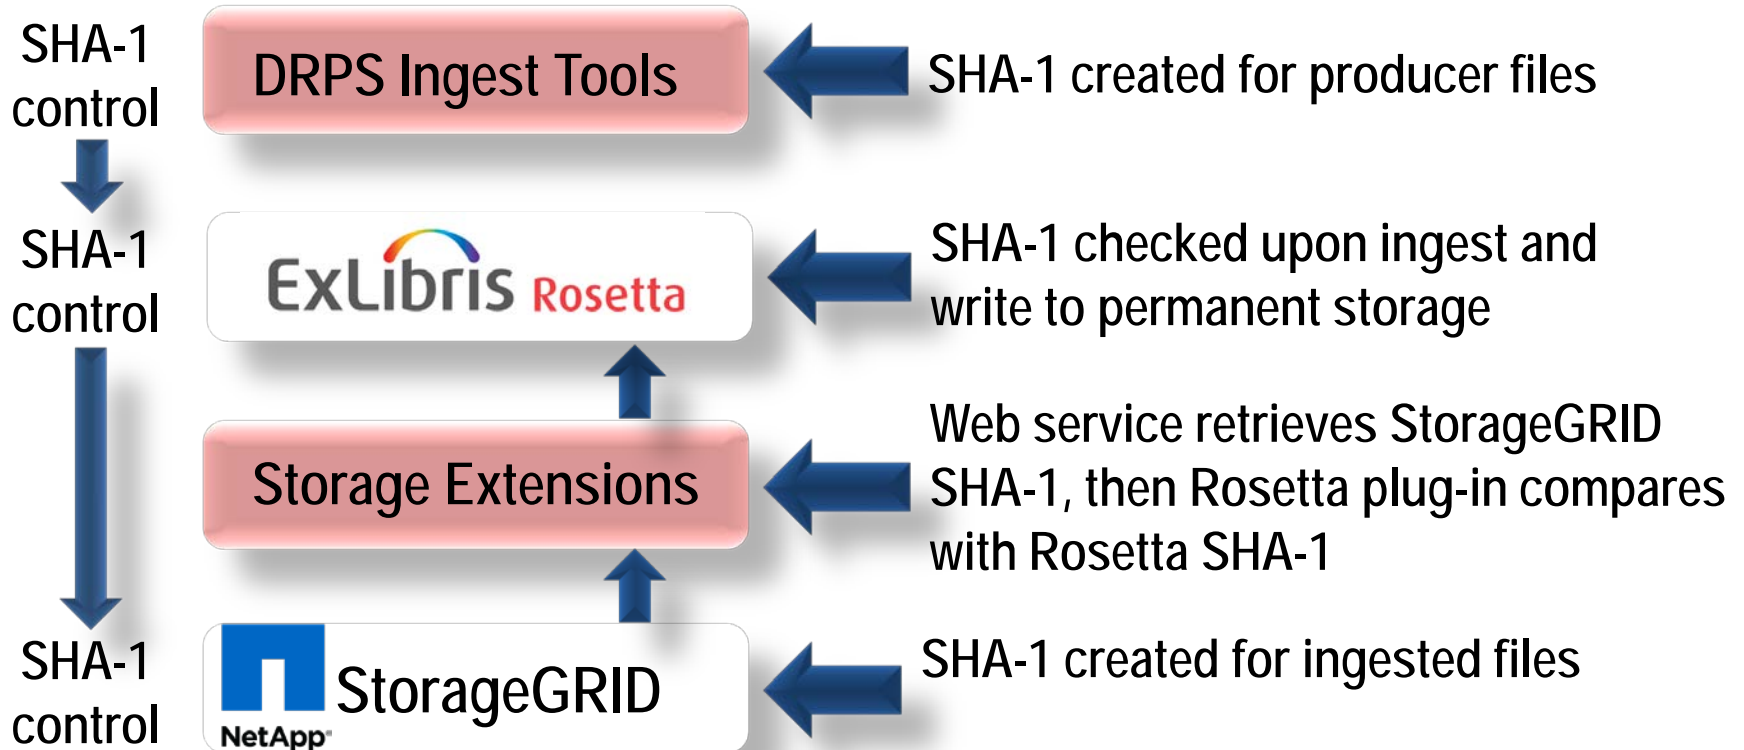 SHA-1
control
DRPS Ingest Tools
SHA-1 created for producer files
SHA-1
control
ExLibris Rosetta
SHA-1 checked upon ingest and
write to permanent storage
Storage Extensions
Web service retrieves StorageGRID
SHA-1, then Rosetta plug-in compares
with Rosetta SHA-1
SHA-1
control
NetApp®
StorageGRID
SHA-1 created for ingested files